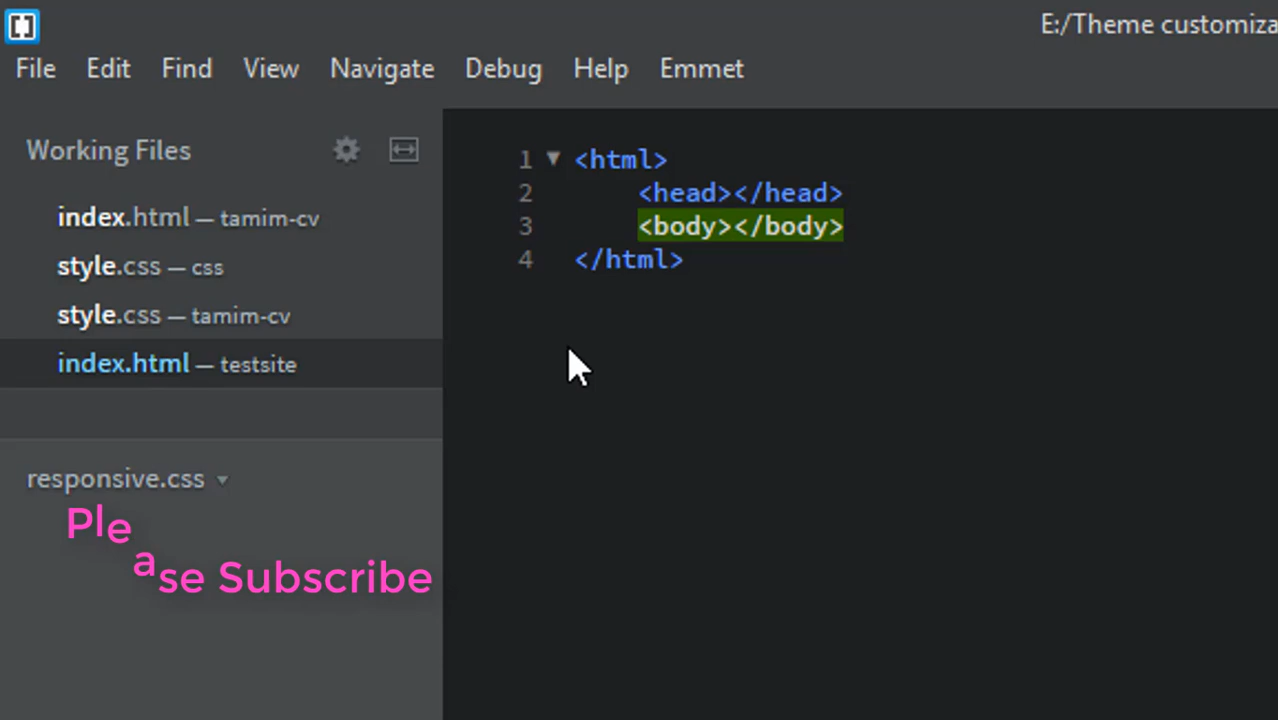 E:/Theme customiza
File Edit Find View Navigate Debug Help Emmet
Working Files
index.html — tamim-cv
style.css — css
style.css — tamim-cv
index.html — testsite
responsive.css
Please Subscribe
1 <html>
2 <head></head>
3 <body></body>
4 </html>